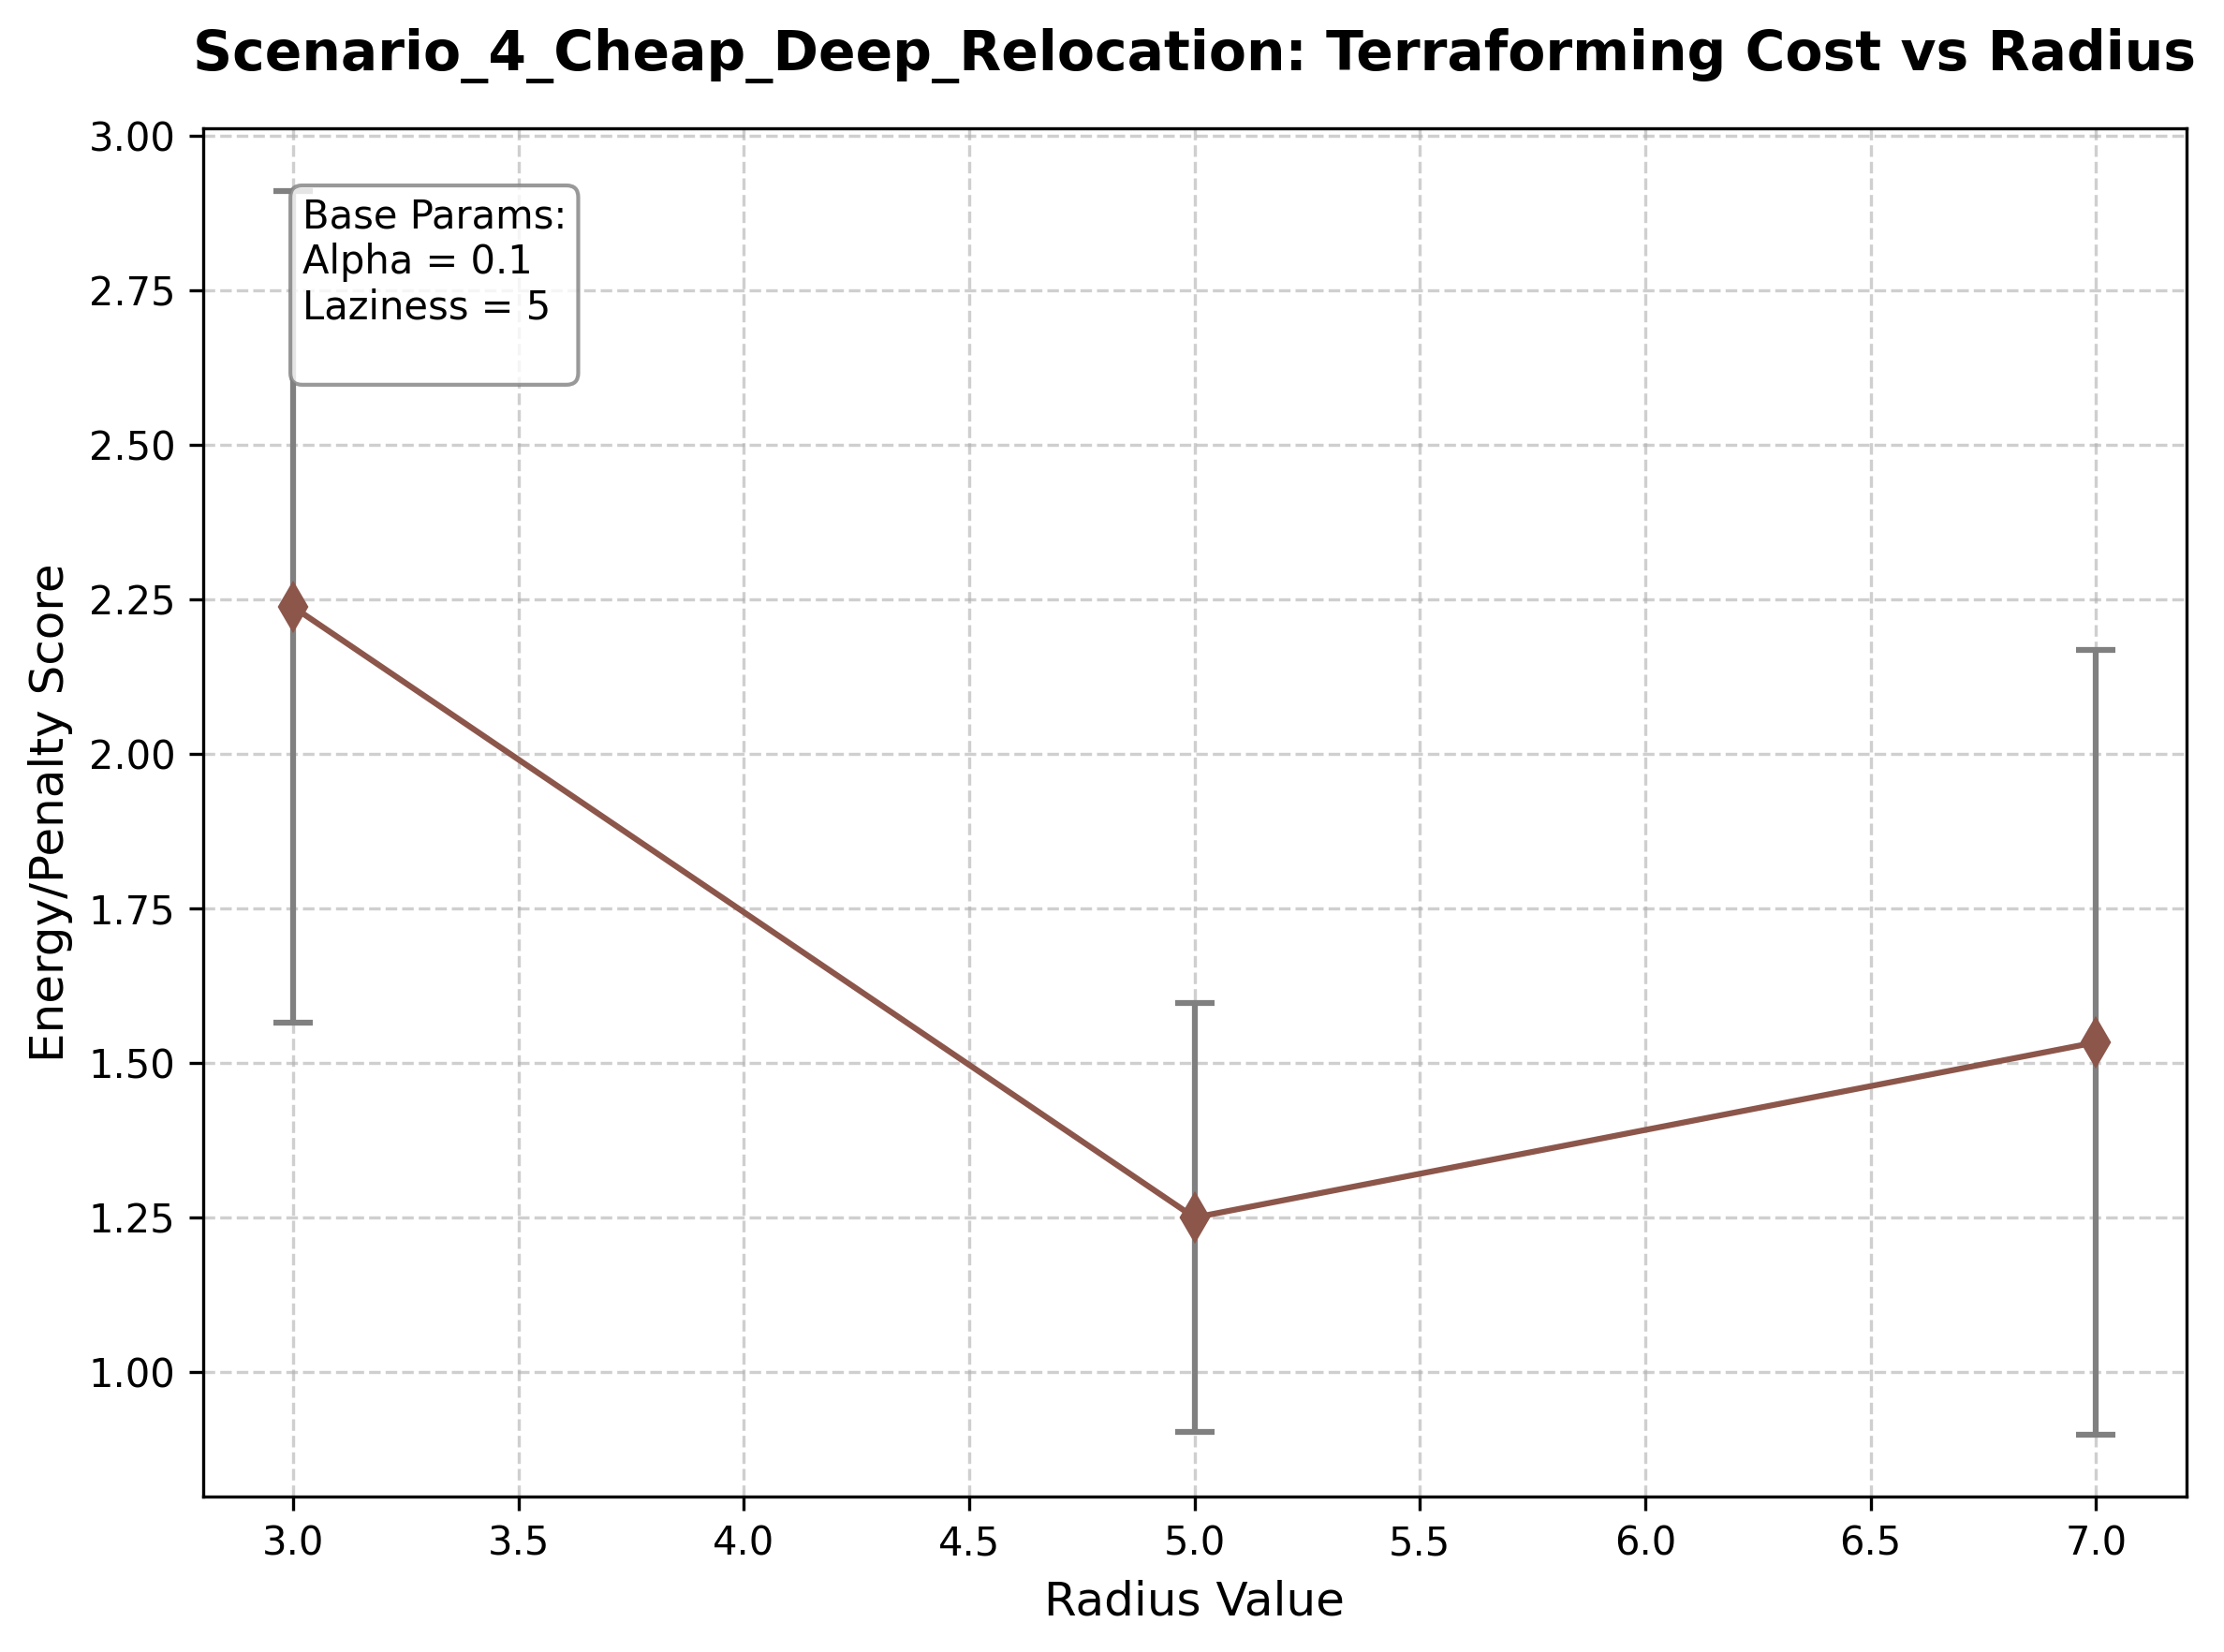 Scenario_4_Cheap_Deep_Relocation: Terraforming Cost vs Radius
3.00
2.75
2.50
2.25
2.00
1.75
1.50
1.25
1.00
Energy/Penalty Score
Base Params:
Alpha = 0.1
Laziness = 5
3.0 3.5 4.0 4.5 5.0 5.5 6.0 6.5 7.0
Radius Value